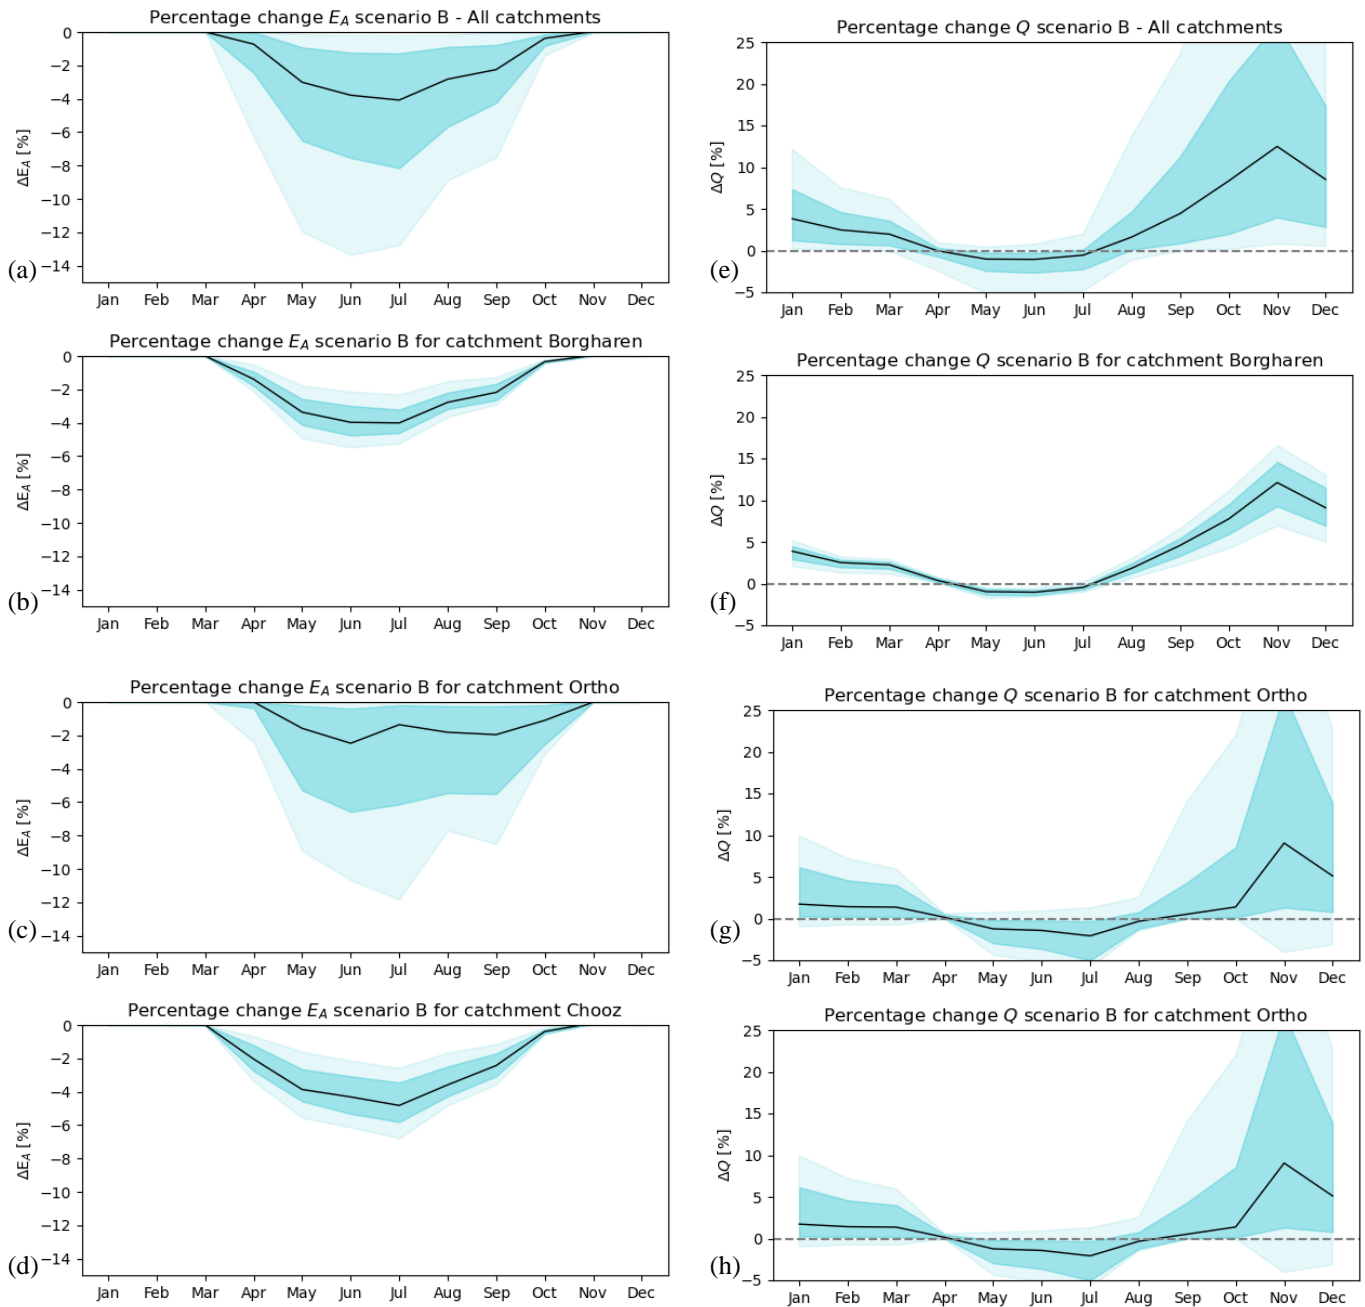 Percentage change E_A scenario B - All catchments
0
−2
−4
−6
−8
−10
−12
−14
ΔE_A [%]
(a)
Jan Feb Mar Apr May Jun Jul Aug Sep Oct Nov Dec
Percentage change Q scenario B - All catchments
25
20
15
10
5
0
−5
ΔQ [%]
(e)
Jan Feb Mar Apr May Jun Jul Aug Sep Oct Nov Dec
Percentage change E_A scenario B for catchment Borgharen
0
−2
−4
−6
−8
−10
−12
−14
ΔE_A [%]
(b)
Jan Feb Mar Apr May Jun Jul Aug Sep Oct Nov Dec
Percentage change Q scenario B for catchment Borgharen
25
20
15
10
5
0
−5
ΔQ [%]
(f)
Jan Feb Mar Apr May Jun Jul Aug Sep Oct Nov Dec
Percentage change E_A scenario B for catchment Ortho
0
−2
−4
−6
−8
−10
−12
−14
ΔE_A [%]
(c)
Jan Feb Mar Apr May Jun Jul Aug Sep Oct Nov Dec
Percentage change Q scenario B for catchment Ortho
25
20
15
10
5
0
−5
ΔQ [%]
(g)
Jan Feb Mar Apr May Jun Jul Aug Sep Oct Nov Dec
Percentage change E_A scenario B for catchment Chooz
0
−2
−4
−6
−8
−10
−12
−14
ΔE_A [%]
(d)
Jan Feb Mar Apr May Jun Jul Aug Sep Oct Nov Dec
Percentage change Q scenario B for catchment Ortho
25
20
15
10
5
0
−5
ΔQ [%]
(h)
Jan Feb Mar Apr May Jun Jul Aug Sep Oct Nov Dec